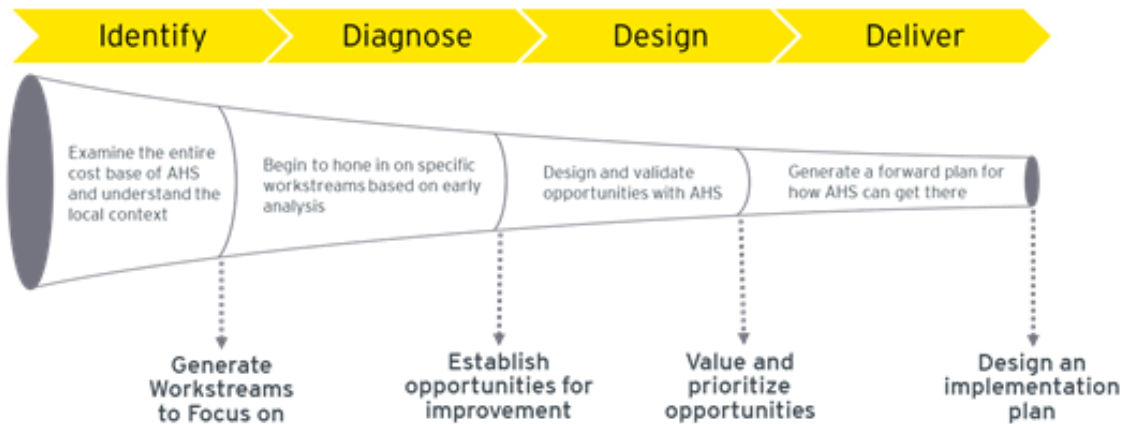 Identify
Diagnose
Design
Deliver
Examine the entire
cost base of AHS
and understand the
local context
Begin to hone in on specific
workstreams based on early
analysis
Design and validate
opportunities with AHS
Generate a forward plan for
how AHS can get there
Generate
Workstreams
to Focus on
Establish
opportunities for
improvement
Value and
prioritize
opportunities
Design an
implementation
plan